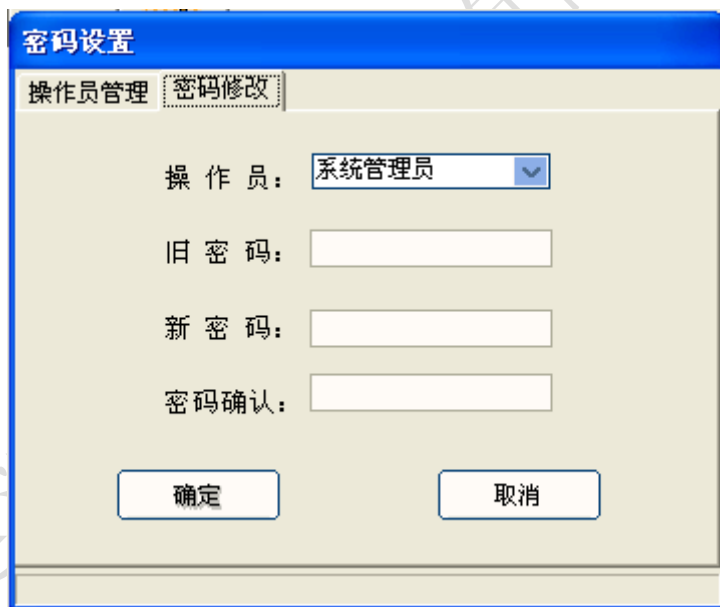 密码设置
操作员管理 密码修改
操 作 员： 系统管理员
旧 密 码：
新 密 码：
密码确认：
确定 取消